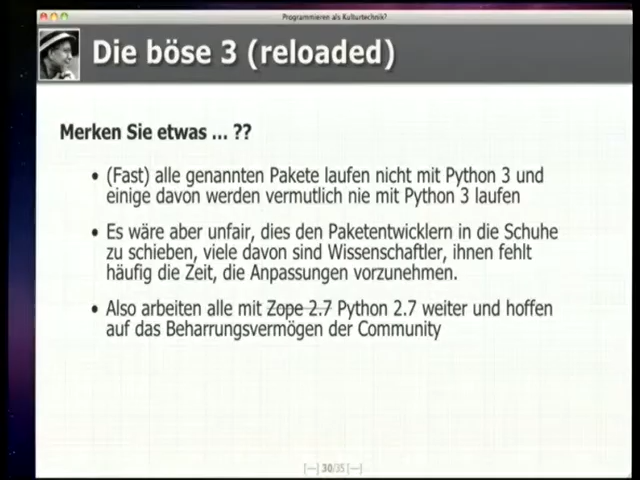 Programmieren als Kulturtechnik?
Die böse 3 (reloaded)
Merken Sie etwas ... ??
• (Fast) alle genannten Pakete laufen nicht mit Python 3 und
einige davon werden vermutlich nie mit Python 3 laufen
• Es wäre aber unfair, dies den Paketentwicklern in die Schuhe
zu schieben, viele davon sind Wissenschaftler, ihnen fehlt
häufig die Zeit, die Anpassungen vorzunehmen.
• Also arbeiten alle mit Zope 2.7 Python 2.7 weiter und hoffen
auf das Beharrungsvermögen der Community
[—] 30/35 [—]